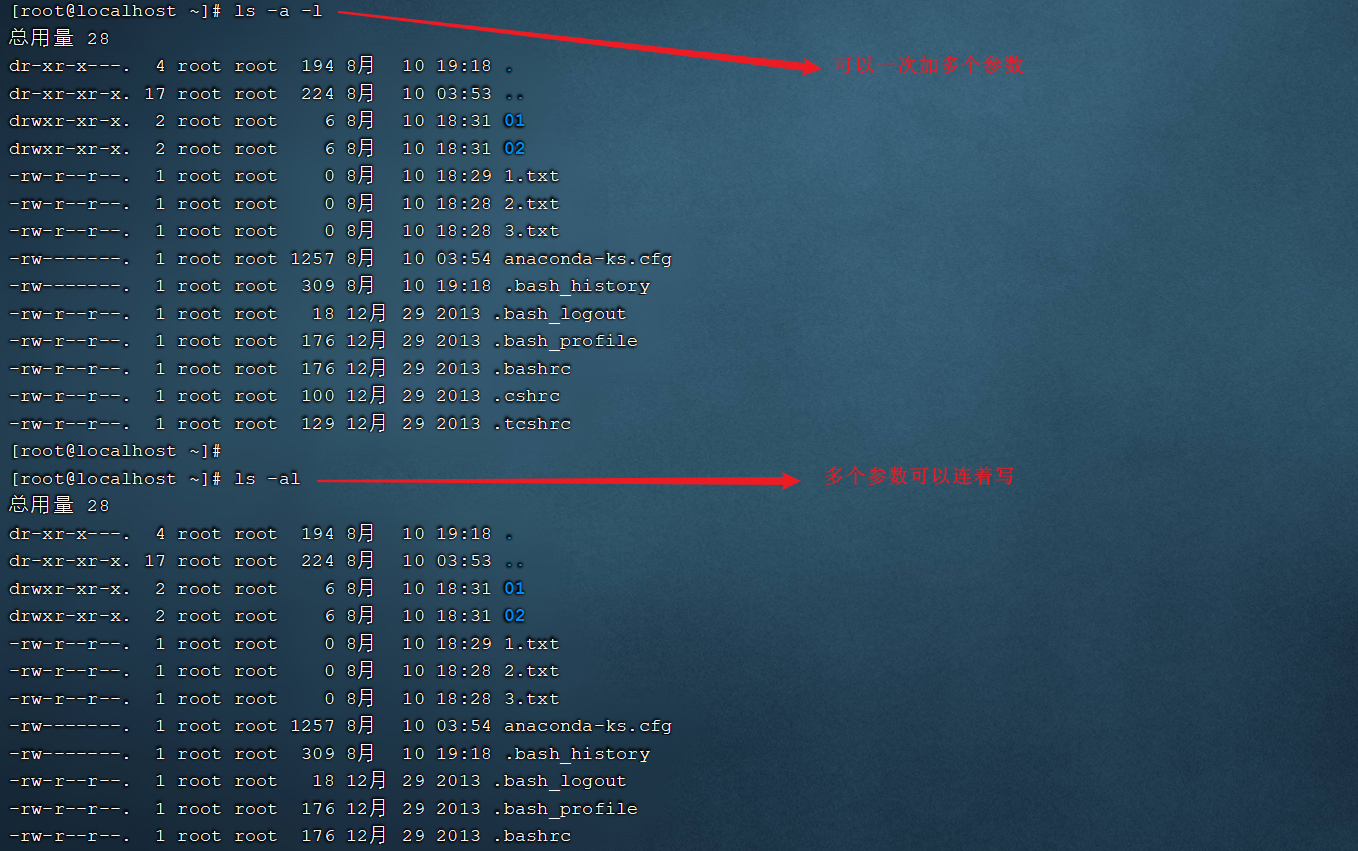 [root@localhost ~]# ls -a -l
总用量 28
可以一次加多个参数
dr-xr-x---.  4 root root  194 8月  10 19:18 .
dr-xr-xr-x. 17 root root  224 8月  10 03:53 ..
drwxr-xr-x.  2 root root    6 8月  10 18:31 01
drwxr-xr-x.  2 root root    6 8月  10 18:31 02
-rw-r--r--.  1 root root    0 8月  10 18:29 1.txt
-rw-r--r--.  1 root root    0 8月  10 18:28 2.txt
-rw-r--r--.  1 root root    0 8月  10 18:28 3.txt
-rw-------.  1 root root 1257 8月  10 03:54 anaconda-ks.cfg
-rw-------.  1 root root  309 8月  10 19:18 .bash_history
-rw-r--r--.  1 root root   18 12月 29 2013 .bash_logout
-rw-r--r--.  1 root root  176 12月 29 2013 .bash_profile
-rw-r--r--.  1 root root  176 12月 29 2013 .bashrc
-rw-r--r--.  1 root root  100 12月 29 2013 .cshrc
-rw-r--r--.  1 root root  129 12月 29 2013 .tcshrc
[root@localhost ~]#
[root@localhost ~]# ls -al
多个参数可以连着写
总用量 28
dr-xr-x---.  4 root root  194 8月  10 19:18 .
dr-xr-xr-x. 17 root root  224 8月  10 03:53 ..
drwxr-xr-x.  2 root root    6 8月  10 18:31 01
drwxr-xr-x.  2 root root    6 8月  10 18:31 02
-rw-r--r--.  1 root root    0 8月  10 18:29 1.txt
-rw-r--r--.  1 root root    0 8月  10 18:28 2.txt
-rw-r--r--.  1 root root    0 8月  10 18:28 3.txt
-rw-------.  1 root root 1257 8月  10 03:54 anaconda-ks.cfg
-rw-------.  1 root root  309 8月  10 19:18 .bash_history
-rw-r--r--.  1 root root   18 12月 29 2013 .bash_logout
-rw-r--r--.  1 root root  176 12月 29 2013 .bash_profile
-rw-r--r--.  1 root root  176 12月 29 2013 .bashrc